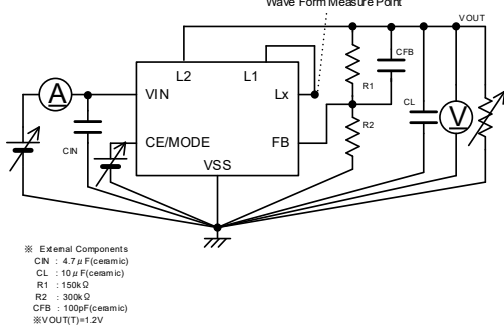 Wave Form Measure Point
VOUT
L2
L1
CFB
R1
A
VIN
Lx
CL
V
R2
CIN
CE/MODE
FB
VSS
※ External Components
CIN : 4.7μF(ceramic)
CL : 10μF(ceramic)
R1 : 150kΩ
R2 : 300kΩ
CFB : 100pF(ceramic)
※VOUT(T)=1.2V